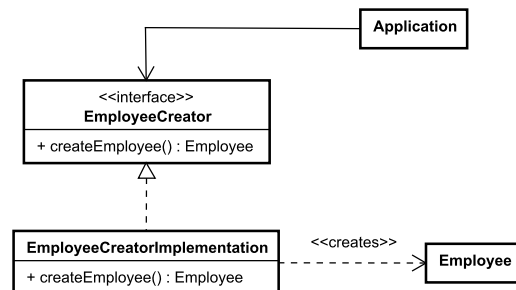 Application
<<interface>>
EmployeeCreator
+ createEmployee() : Employee
EmployeeCreatorImplementation
+ createEmployee() : Employee
<<creates>>
Employee